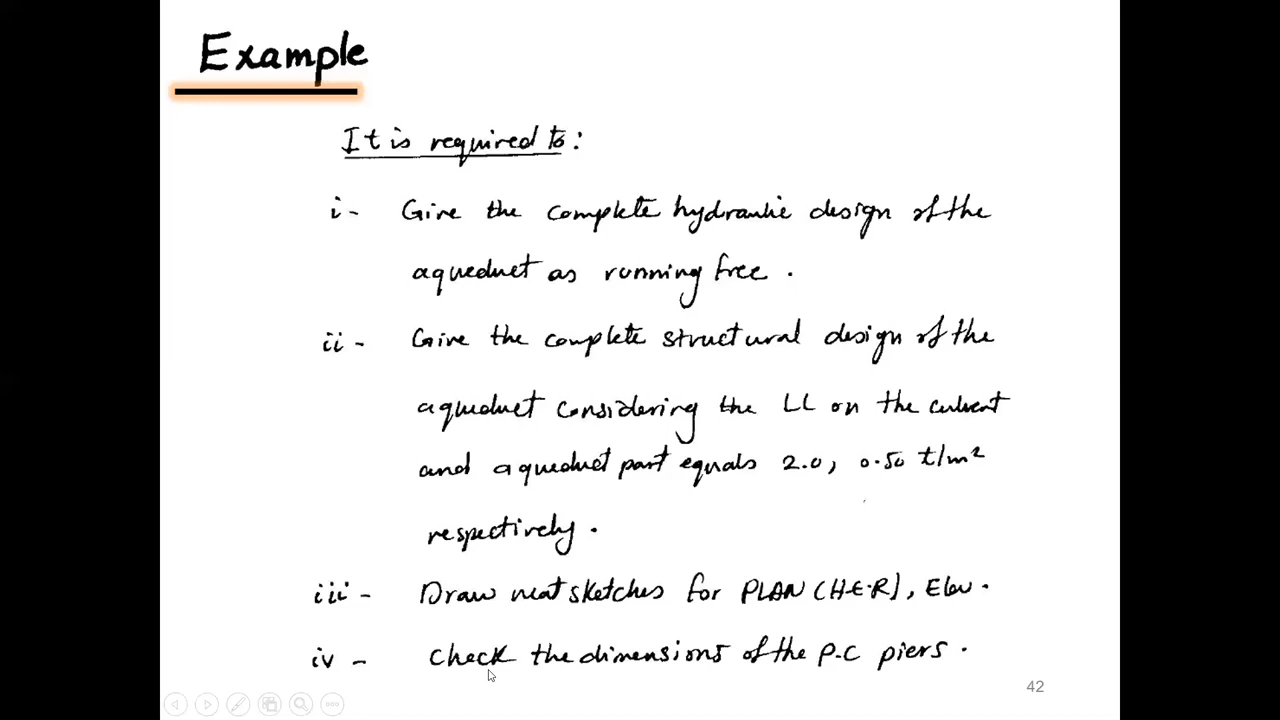 Example
It is required to:
i- Give the complete hydraulic design of the
aqueduct as running free.
ii- Give the complete structural design of the
aqueduct considering the LL on the culvert
and aqueduct part equals 2.0, 0.50 t/m²
respectively.
iii- Draw neat sketches for PLAN (H.E.R), Elev.
iv- Check the dimensions of the P.C piers.
42